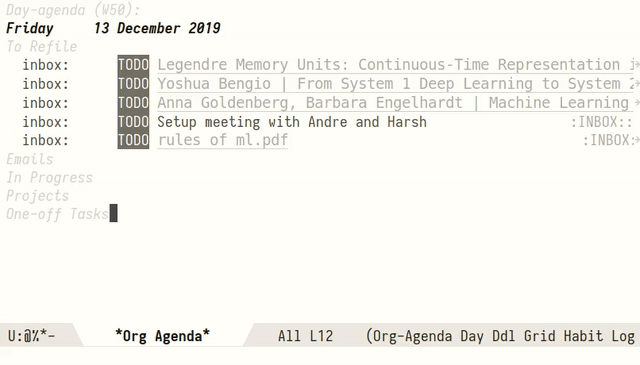 Day-agenda (W50):
Friday 13 December 2019
To Refile
inbox: TODO Legendre Memory Units: Continuous-Time Representation i
inbox: TODO Yoshua Bengio | From System 1 Deep Learning to System 2
inbox: TODO Anna Goldenberg, Barbara Engelhardt | Machine Learning
inbox: TODO Setup meeting with Andre and Harsh :INBOX::
inbox: TODO rules of ml.pdf :INBOX:
Emails
In Progress
Projects
One-off Tasks
U:@%*- *Org Agenda* All L12 (Org-Agenda Day Ddl Grid Habit Log